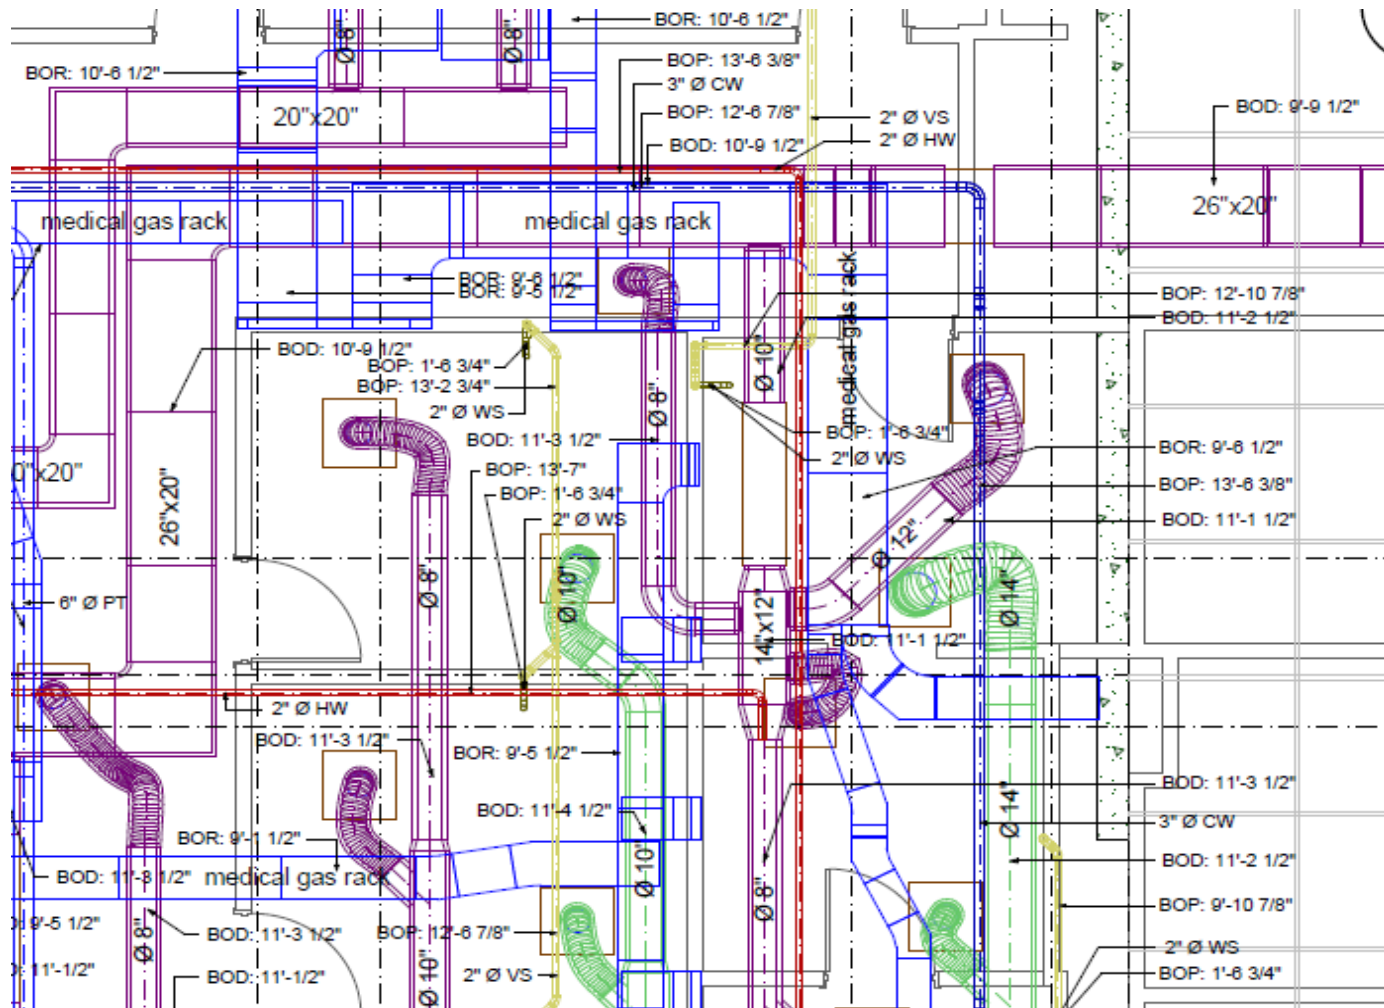 BOR: 10'-6 1/2"
Ø 8"
Ø 8"
BOR: 10'-6 1/2"
BOP: 13'-6 3/8"
3" Ø CW
BOP: 12'-6 7/8"
BOD: 10'-9 1/2"
2" Ø VS
2" Ø HW
BOD: 9'-9 1/2"
20"x20"
26"x20"
medical gas rack
medical gas rack
medical gas rack
BOR: 9'-6 1/2"
BOR: 9'-5 1/2"
BOP: 12'-10 7/8"
BOD: 11'-2 1/2"
BOD: 10'-9 1/2"
BOP: 1'-6 3/4"
BOP: 13'-2 3/4"
2" Ø WS
BOD: 11'-3 1/2"
Ø 8"
Ø 10"
BOP: 1'-6 3/4"
2" Ø WS
BOR: 9'-6 1/2"
BOP: 13'-6 3/8"
BOD: 11'-1 1/2"
0"x20"
26"x20"
BOP: 13'-7"
BOP: 1'-6 3/4"
2" Ø WS
Ø 12"
6" Ø PT
Ø 8"
Ø 10"
14"x12"
Ø 14"
BOD: 11'-1 1/2"
2" Ø HW
BOD: 11'-3 1/2"
BOR: 9'-5 1/2"
BOD: 11'-4 1/2"
Ø 14"
BOD: 11'-3 1/2"
3" Ø CW
BOD: 11'-2 1/2"
BOR: 9'-1 1/2"
BOD: 11'-3 1/2"
medical gas rack
Ø 10"
Ø 8"
BOP: 9'-10 7/8"
9'-5 1/2"
Ø 8"
BOD: 11'-3 1/2"
BOP: 12'-6 7/8"
2" Ø WS
: 11'-1/2"
BOD: 11'-1/2"
Ø 10"
2" Ø VS
BOP: 1'-6 3/4"